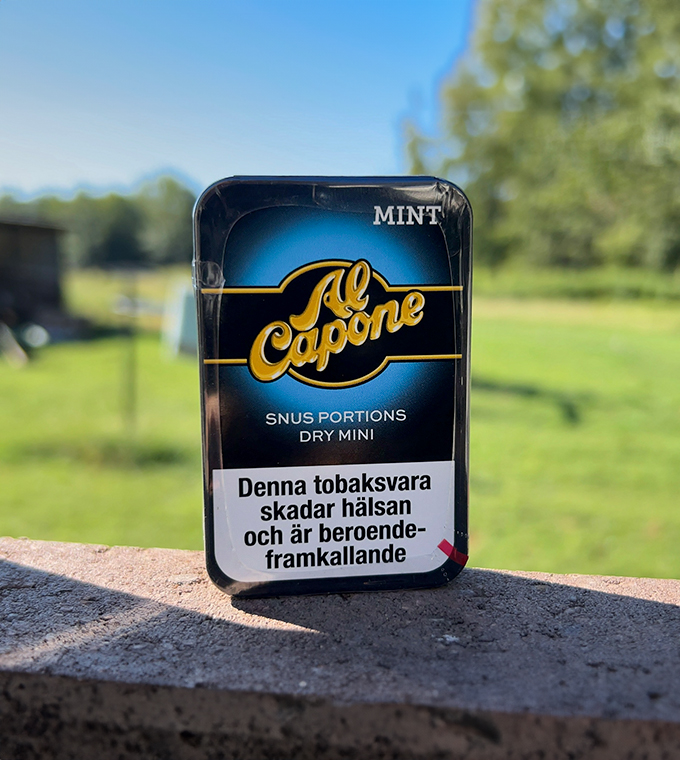 MINT
Al
Capone
SNUS PORTIONS
DRY MINI
Denna tobaksvara
skadar hälsan
och är beroende-
framkallande